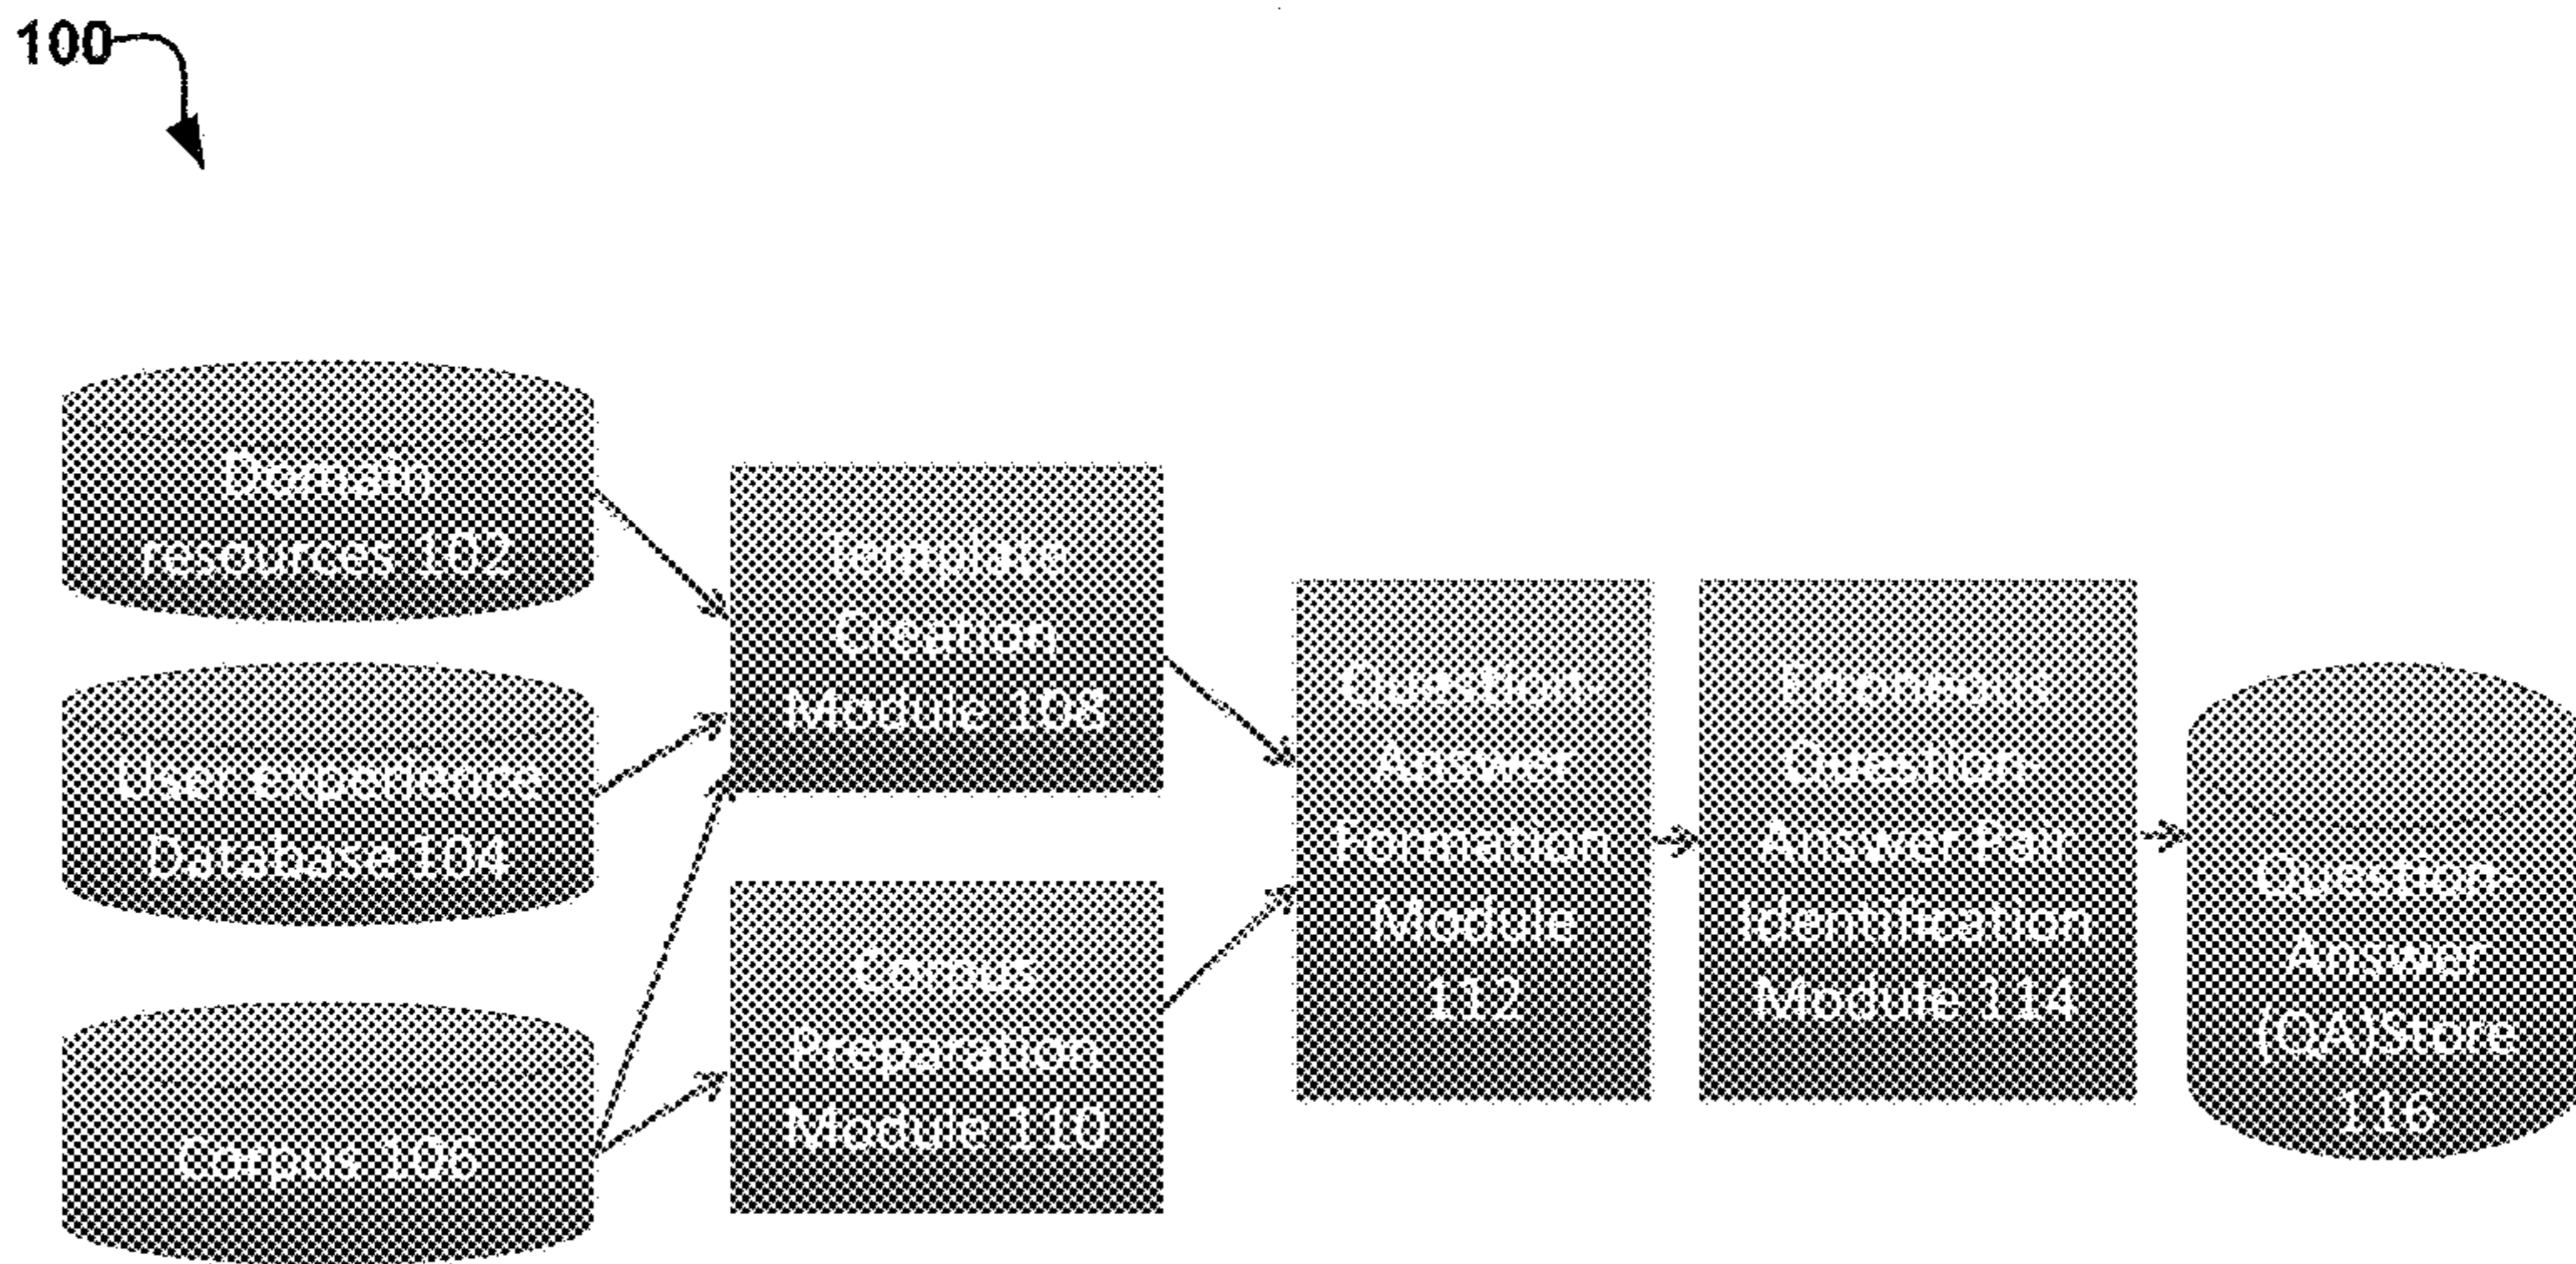 100
Domain
resources 102
User experience
Database 104
Corpus 106
Template
Creation
Module 108
Corpus
Preparation
Module 110
Question
Answer
Formation
Module
112
Erroneous
Question
Answer Pair
Identification
Module 114
Question
Answer
(QA)Store
116